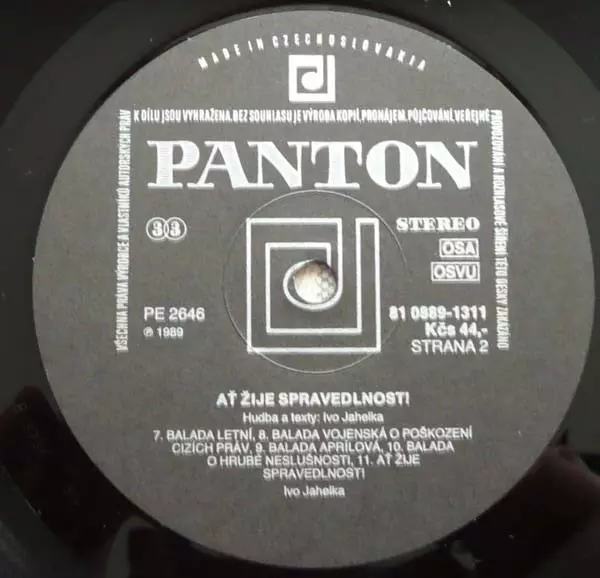 MADE IN CZECHOSLOVAKIA
VŠECHNA PRÁVA VÝROBCE A VLASTNÍKŮ AUTORSKÝCH PRÁV
K DÍLU JSOU VYHRAŽENA. BEZ SOUHLASU JE VÝROBA KOPIÍ, PRONÁJEM, PŮJČOVÁNÍ, VEŘEJNÉ
PROVOZOVÁNÍ A ROZHLASOVÉ ŠÍŘENÍ TÉTO DESKY ZAKÁZÁNO
PANTON
33
STEREO
OSA
OSVU
PE 2646
℗ 1989
81 0889-1311
Kčs 44,-
STRANA 2
AŤ ŽIJE SPRAVEDLNOST!
Hudba a texty: Ivo Jahelka
7. BALADA LETNÍ, 8. BALADA VOJENSKÁ O POŠKOZENÍ
CIZÍCH PRÁV, 9. BALADA APRÍLOVÁ, 10. BALADA
O HRUBÉ NESLUŠNOSTI, 11. AŤ ŽIJE
SPRAVEDLNOST!
Ivo Jahelka